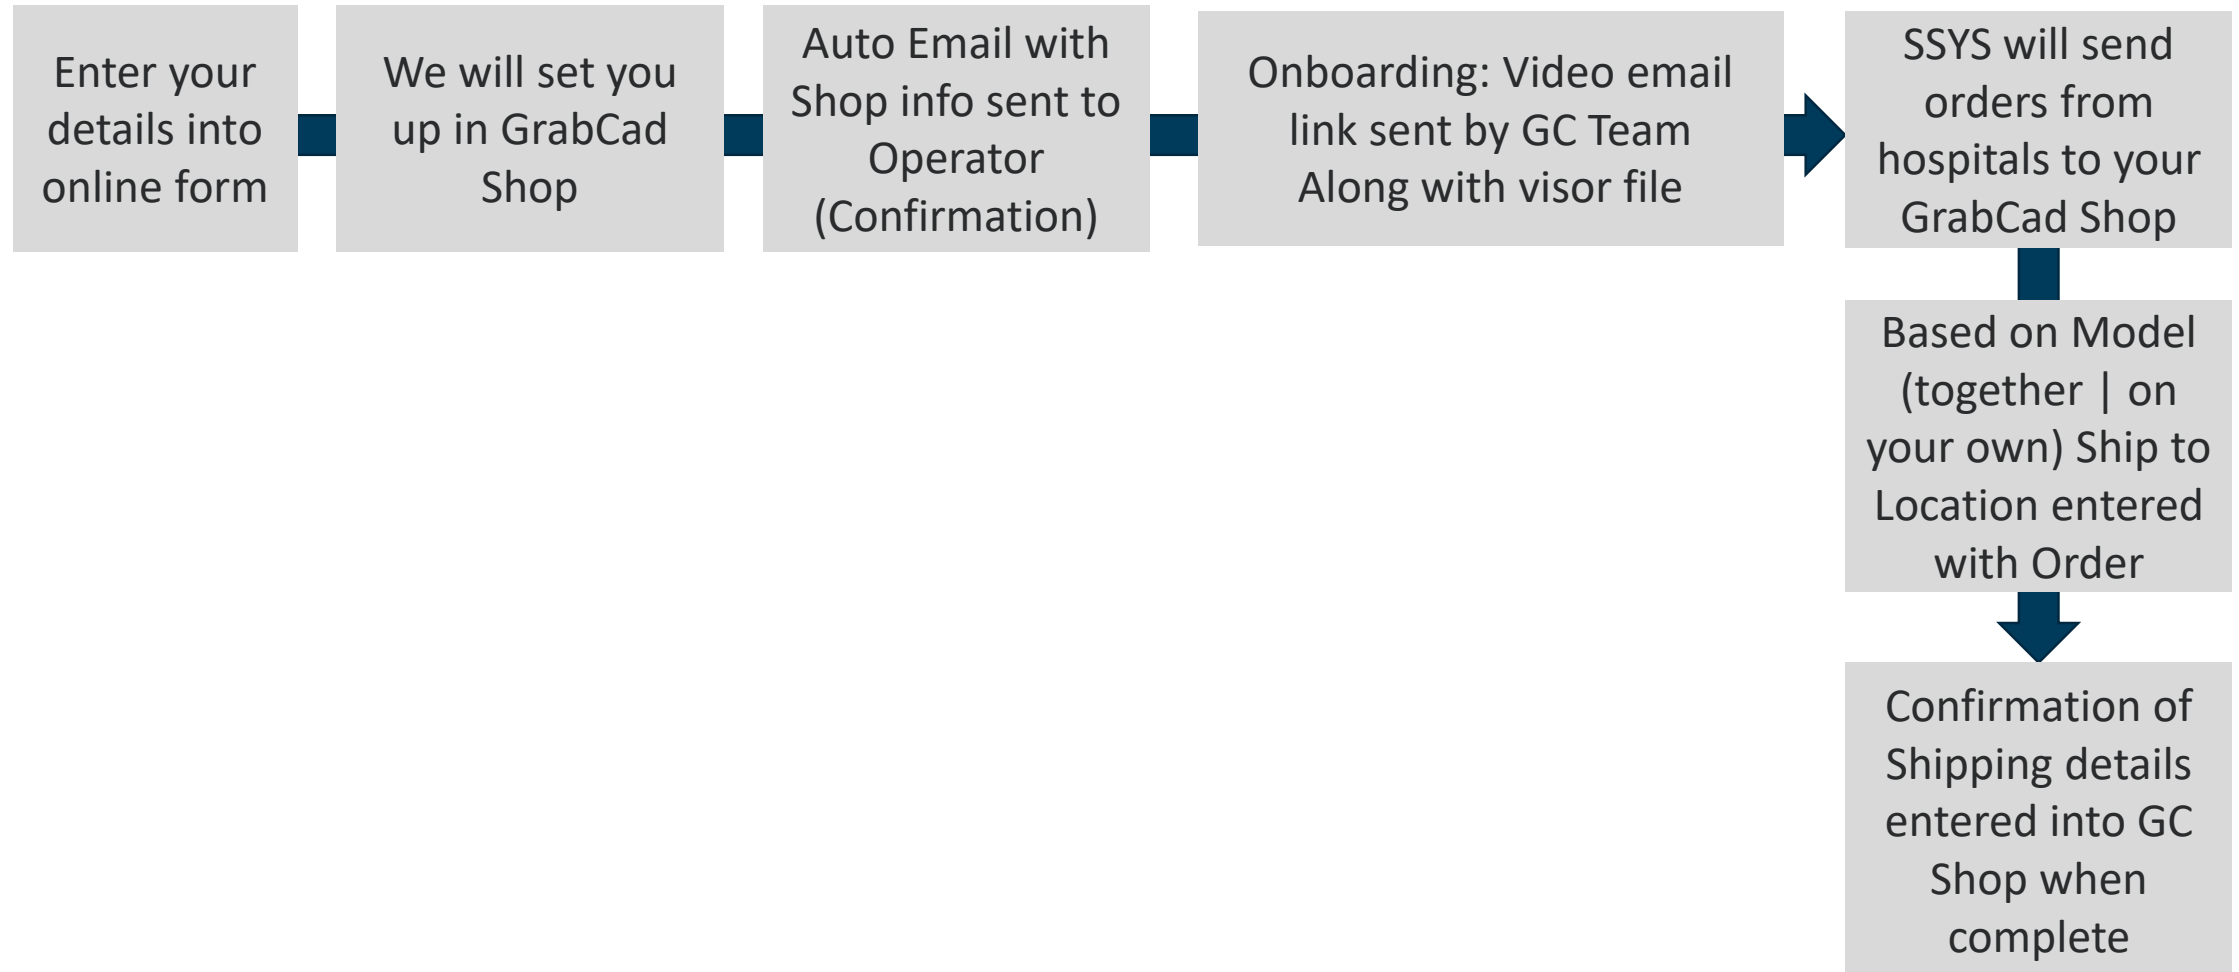 Enter your
details into
online form
We will set you
up in GrabCad
Shop
Auto Email with
Shop info sent to
Operator
(Confirmation)
Onboarding: Video email
link sent by GC Team
Along with visor file
SSYS will send
orders from
hospitals to your
GrabCad Shop
Based on Model
(together | on
your own) Ship to
Location entered
with Order
Confirmation of
Shipping details
entered into GC
Shop when
complete